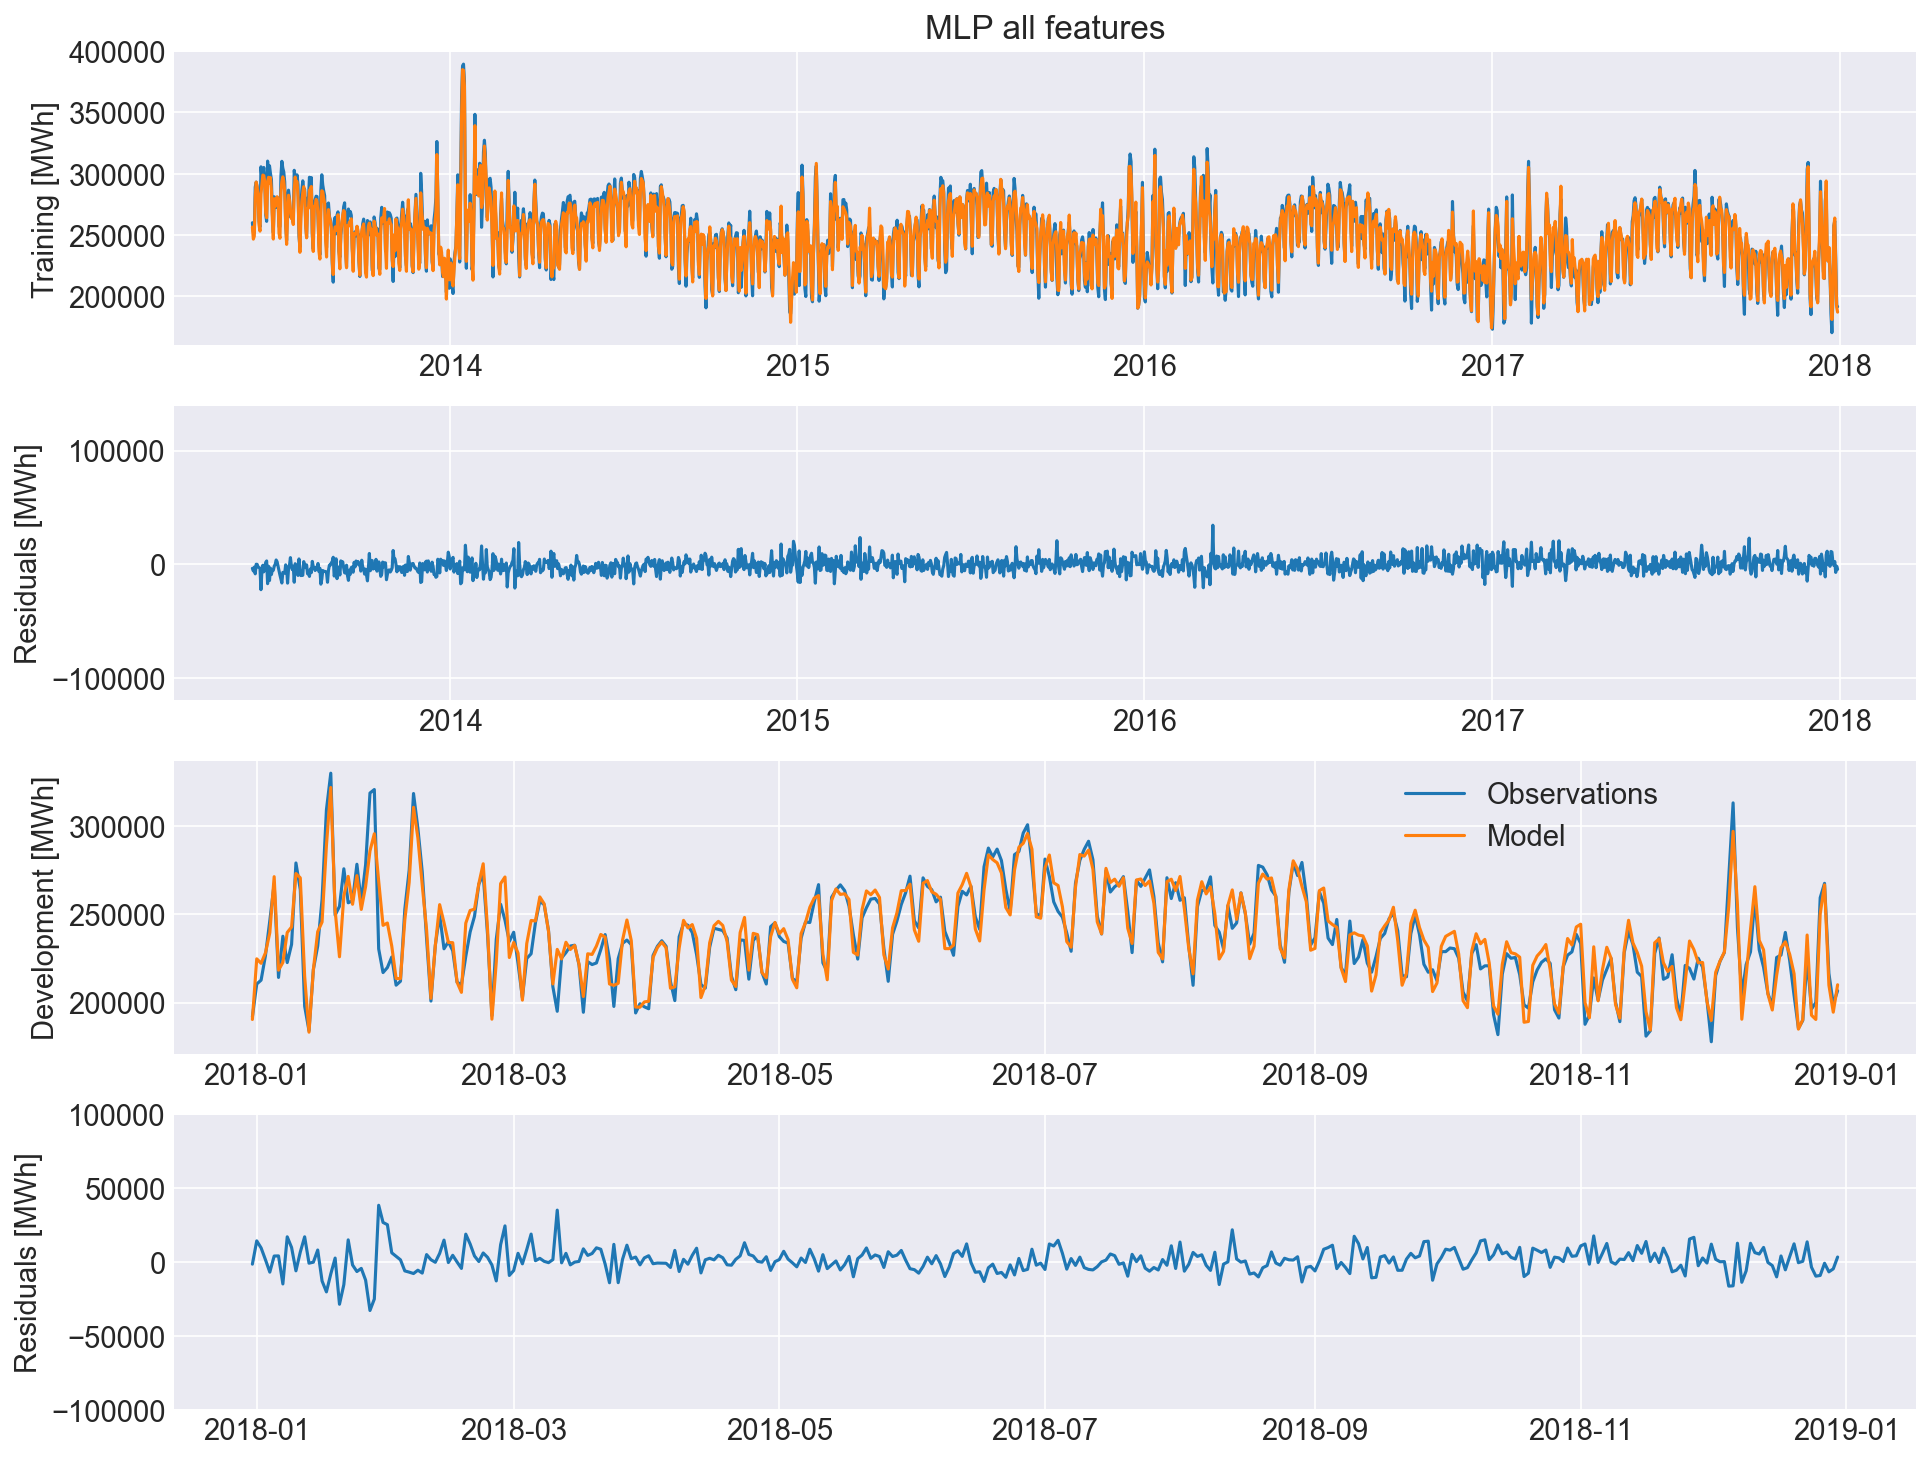 MLP all features
Training [MWh]
400000
350000
300000
250000
200000
2014 2015 2016 2017 2018
Residuals [MWh]
100000
0
−100000
2014 2015 2016 2017 2018
Development [MWh]
300000
250000
200000
Observations
Model
2018-01 2018-03 2018-05 2018-07 2018-09 2018-11 2019-01
Residuals [MWh]
100000
50000
0
−50000
−100000
2018-01 2018-03 2018-05 2018-07 2018-09 2018-11 2019-01